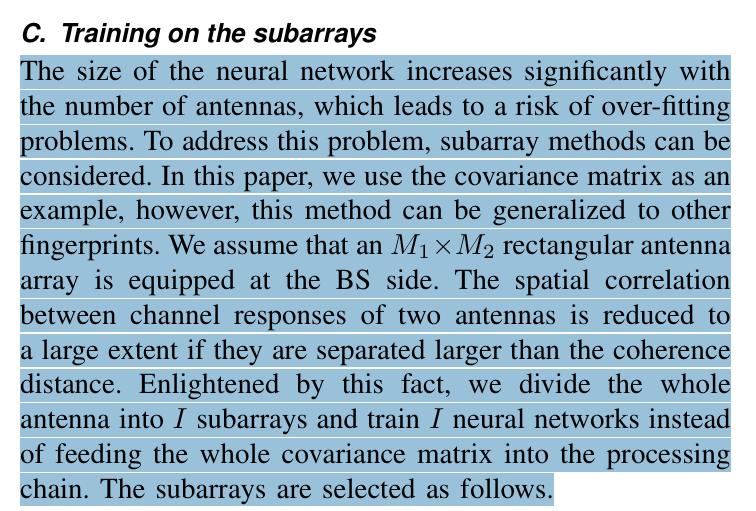 C. Training on the subarrays
The size of the neural network increases significantly with
the number of antennas, which leads to a risk of over-fitting
problems. To address this problem, subarray methods can be
considered. In this paper, we use the covariance matrix as an
example, however, this method can be generalized to other
fingerprints. We assume that an M₁×M₂ rectangular antenna
array is equipped at the BS side. The spatial correlation
between channel responses of two antennas is reduced to
a large extent if they are separated larger than the coherence
distance. Enlightened by this fact, we divide the whole
antenna into I subarrays and train I neural networks instead
of feeding the whole covariance matrix into the processing
chain. The subarrays are selected as follows.